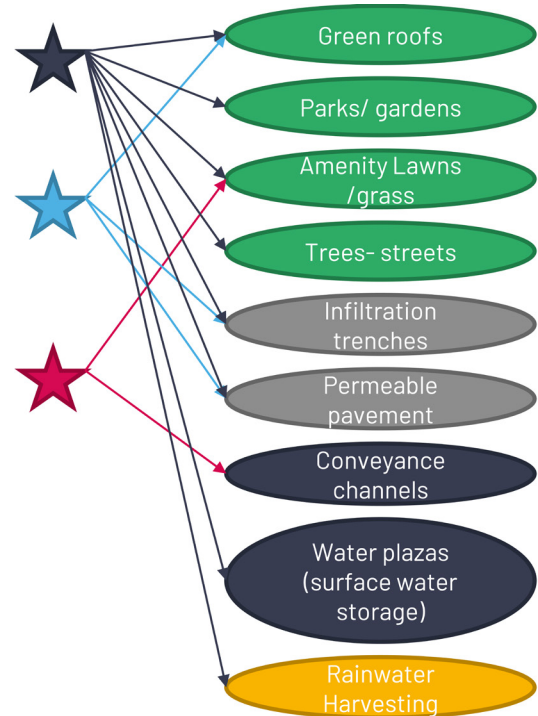 Green roofs
Parks/ gardens
Amenity Lawns
/grass
Trees- streets
Infiltration
trenches
Permeable
pavement
Conveyance
channels
Water plazas
(surface water
storage)
Rainwater
Harvesting